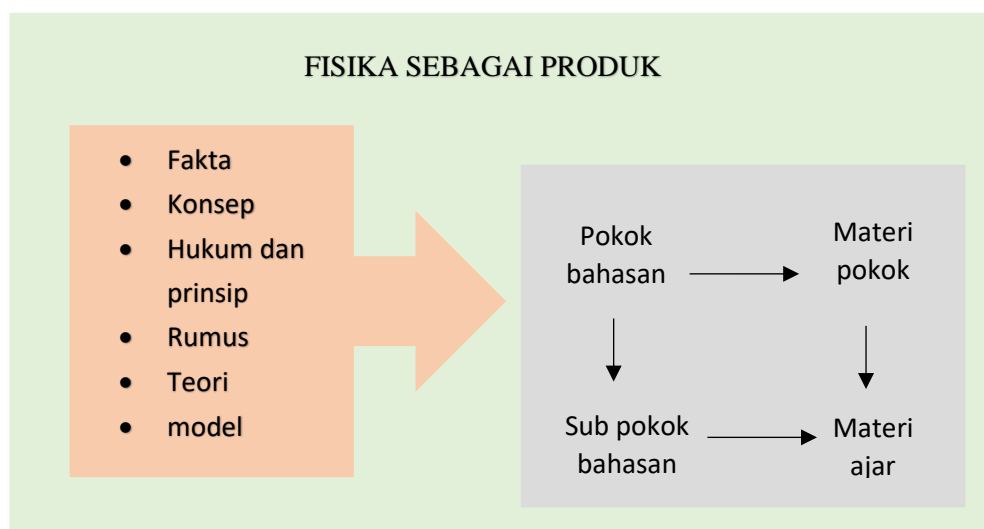 FISIKA SEBAGAI PRODUK
• Fakta
• Konsep
• Hukum dan
prinsip
• Rumus
• Teori
• model
Pokok
bahasan
Materi
pokok
Sub pokok
bahasan
Materi
ajar